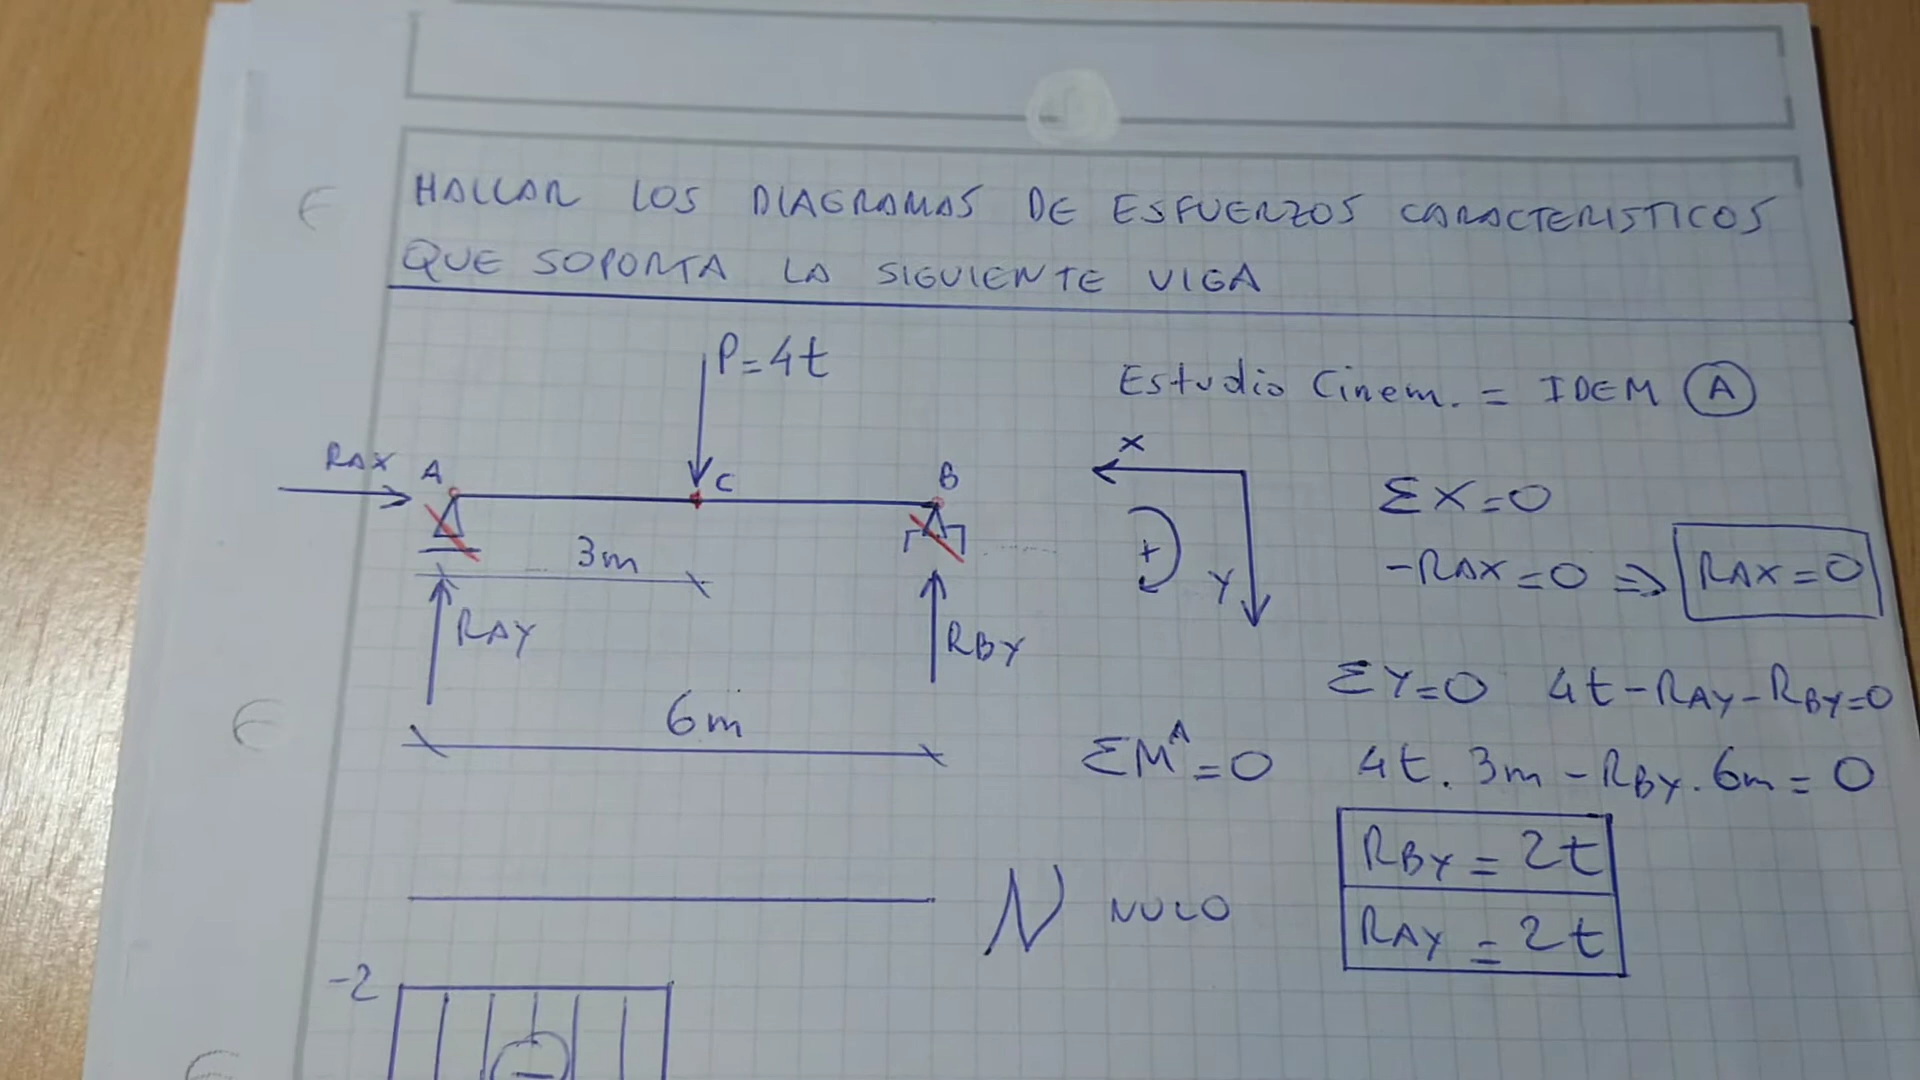 HALLAR LOS DIAGRAMAS DE ESFUERZOS CARACTERISTICOS
QUE SOPORTA LA SIGUIENTE VIGA
P=4t
Estudio Cinem. = IDEM A
RAX A C B
X
ΣX=0
3m
+ Y
-RAX=0 ⇒ RAX=0
RAY RBY
ΣY=0 4t-RAY-RBY=0
6m
ΣM^A=0 4t.3m-RBY.6m=0
RBY=2t
N NULO
RAY=2t
-2
-